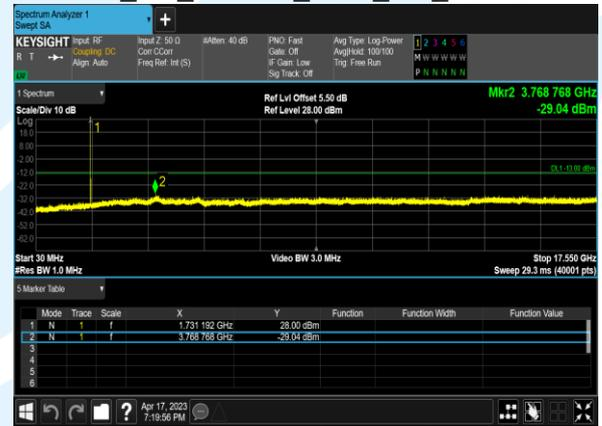 Spectrum Analyzer 1
Swept SA
+
KEYSIGHT
R T
LV
Input: RF
Coupling: DC
Align: Auto
Input Z: 50 Ω
Corr CCorr
Freq Ref: Int (S)
#Atten: 40 dB
PNO: Fast
Gate: Off
IF Gain: Low
Sig Track: Off
Avg Type: Log-Power
Avg|Hold: 100/100
Trig: Free Run
1 2 3 4 5 6
M W W W W W
P N N N N N
1 Spectrum
Scale/Div 10 dB
Ref Lvl Offset 5.50 dB
Ref Level 28.00 dBm
Mkr2 3.768 768 GHz
-29.04 dBm
Log
18.0
8.00
-2.00
-12.0
-22.0
-32.0
-42.0
-52.0
-62.0
1
2
DL1 -13.00 dBm
Start 30 MHz
#Res BW 1.0 MHz
Video BW 3.0 MHz
Stop 17.550 GHz
Sweep 29.3 ms (40001 pts)
5 Marker Table
Mode Trace Scale X Y Function Function Width Function Value
1 N 1 f 1.731 192 GHz 28.00 dBm
2 N 1 f 3.768 768 GHz -29.04 dBm
3
4
5
6
?
Apr 17, 2023
7:19:56 PM